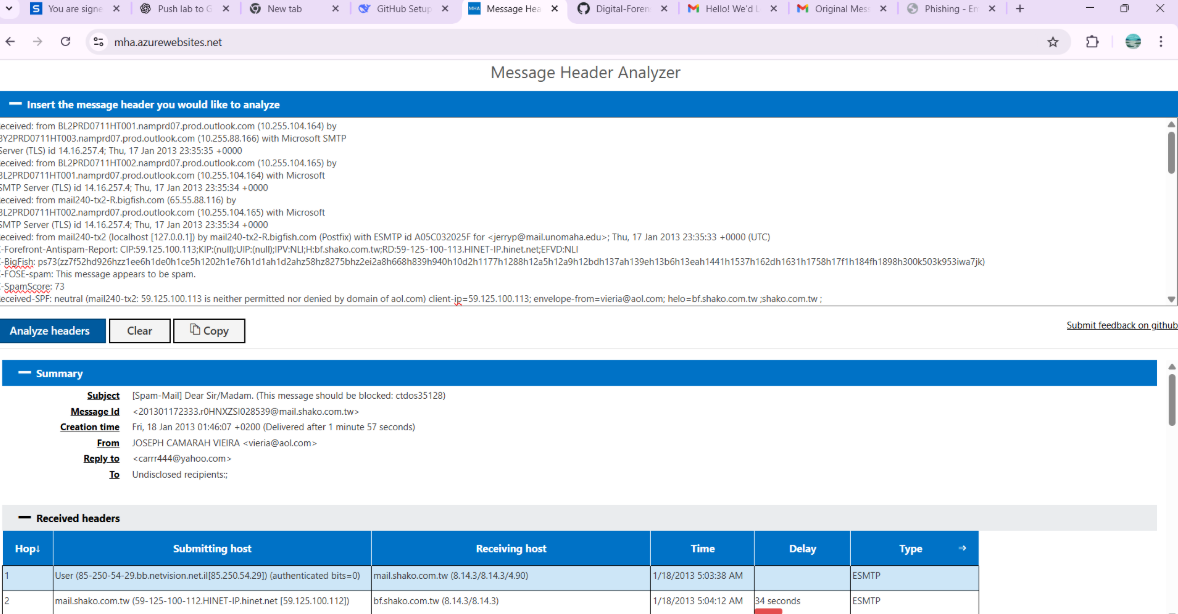 You are signe
Push lab to G
New tab
GitHub Setup
Message Hea
Digital-Foren
Hello! We'd L
Original Mess
Phishing - Em
mha.azurewebsites.net
Message Header Analyzer
Insert the message header you would like to analyze
eceived: from BL2PRD0711HT001.namprd07.prod.outlook.com (10.255.104.164) by
BY2PRD0711HT003.namprd07.prod.outlook.com (10.255.88.166) with Microsoft SMTP
Server (TLS) id 14.16.257.4; Thu, 17 Jan 2013 23:35:35 +0000
eceived: from BL2PRD0711HT002.namprd07.prod.outlook.com (10.255.104.165) by
BL2PRD0711HT001.namprd07.prod.outlook.com (10.255.104.164) with Microsoft
SMTP Server (TLS) id 14.16.257.4; Thu, 17 Jan 2013 23:35:34 +0000
eceived: from mail240-tx2-R.bigfish.com (65.55.88.116) by
BL2PRD0711HT002.namprd07.prod.outlook.com (10.255.104.165) with Microsoft
SMTP Server (TLS) id 14.16.257.4; Thu, 17 Jan 2013 23:35:34 +0000
eceived: from mail240-tx2 (localhost [127.0.0.1]) by mail240-tx2-R.bigfish.com (Postfix) with ESMTP id A05C032025F for <jerryp@mail.unomaha.edu>; Thu, 17 Jan 2013 23:35:33 +0000 (UTC)
X-Forefront-Antispam-Report: CIP:59.125.100.113;KIP:(null);UIP:(null);IPV:NLI;H:bf.shako.com.tw;RD:59-125-100-113.HINET-IP.hinet.net;EFVD:NLI
X-BigFish: ps73(zz7f52hd926hzz1ee6h1de0h1ce5h1202h1e76h1d1ah1d2ahz58hz8275bhz2ei2a8h668h839h940h10d2h1177h1288h12a5h12a9h12bdh137ah139eh13b6h13eah1441h1537h162dh1631h1758h17f1h184fh1898h300k503k953iwa7jk)
X-FOSE-spam: This message appears to be spam.
X-SpamScore: 73
eceived-SPF: neutral (mail240-tx2: 59.125.100.113 is neither permitted nor denied by domain of aol.com) client-ip=59.125.100.113; envelope-from=vieria@aol.com; helo=bf.shako.com.tw ;shako.com.tw ;
Analyze headers
Clear
Copy
Submit feedback on github
Summary
Subject [Spam-Mail] Dear Sir/Madam. (This message should be blocked: ctdos35128)
Message Id <201301172333.r0HNXZSI028539@mail.shako.com.tw>
Creation time Fri, 18 Jan 2013 01:46:07 +0200 (Delivered after 1 minute 57 seconds)
From JOSEPH CAMARAH VIEIRA <vieria@aol.com>
Reply to <carrr444@yahoo.com>
To Undisclosed recipients:;
Received headers
Hop↓ Submitting host Receiving host Time Delay Type →
1 User (85-250-54-29.bb.netvision.net.il[85.250.54.29]) (authenticated bits=0) mail.shako.com.tw (8.14.3/8.14.3/4.90) 1/18/2013 5:03:38 AM ESMTP
2 mail.shako.com.tw (59-125-100-112.HINET-IP.hinet.net [59.125.100.112]) bf.shako.com.tw (8.14.3/8.14.3) 1/18/2013 5:04:12 AM 34 seconds ESMTP